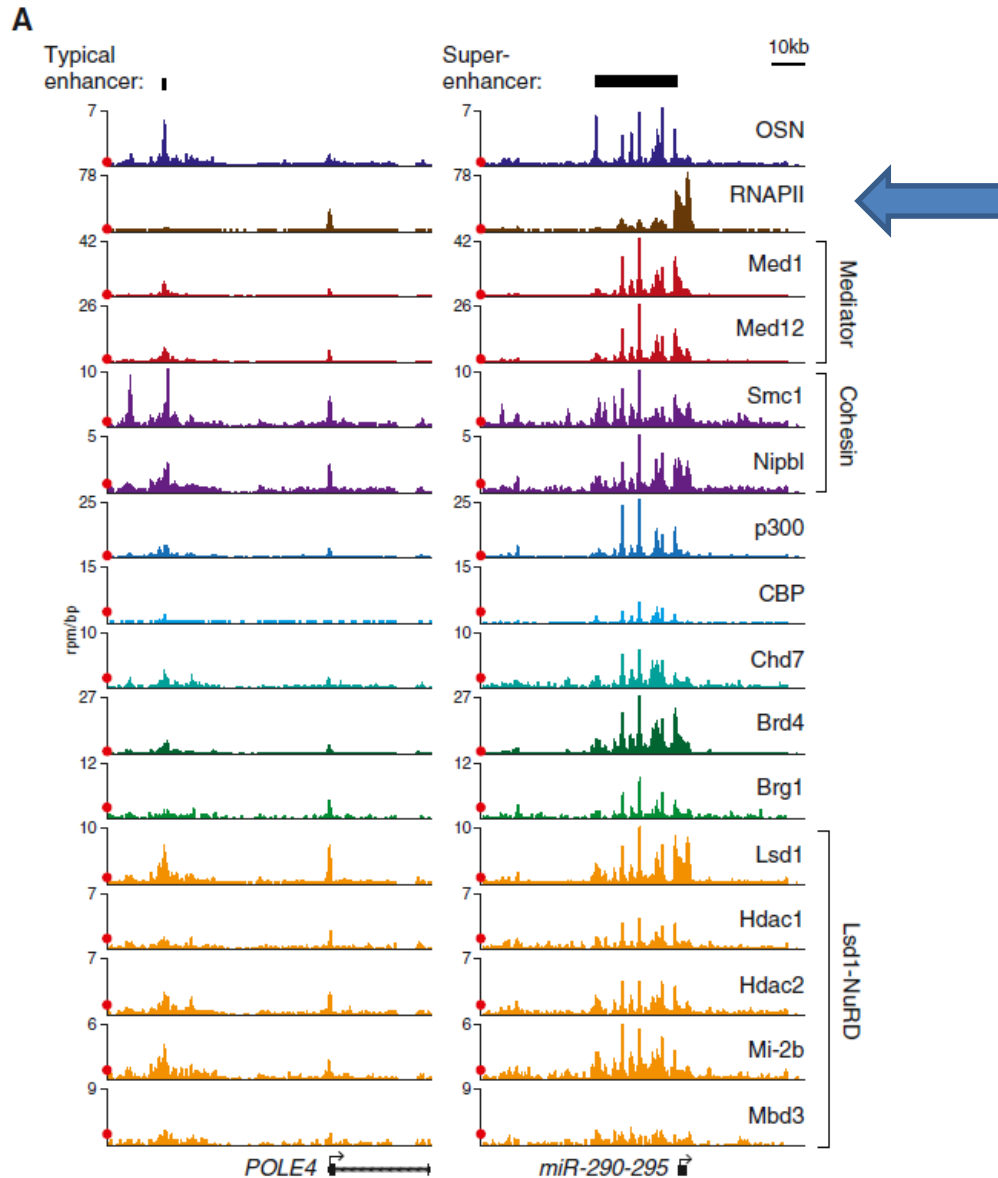 A
Typical
enhancer:
Super-
enhancer:
10kb
7
OSN
78
78
RNAPII
42
42
Med1
26
26
Med12
Mediator
10
10
Smc1
5
5
Nipbl
Cohesin
25
25
p300
15
15
CBP
rpm/bp
10
10
Chd7
27
27
Brd4
12
12
Brg1
10
10
Lsd1
7
7
Hdac1
7
7
Hdac2
6
6
Mi-2b
9
9
Mbd3
Lsd1-NuRD
POLE4
miR-290-295